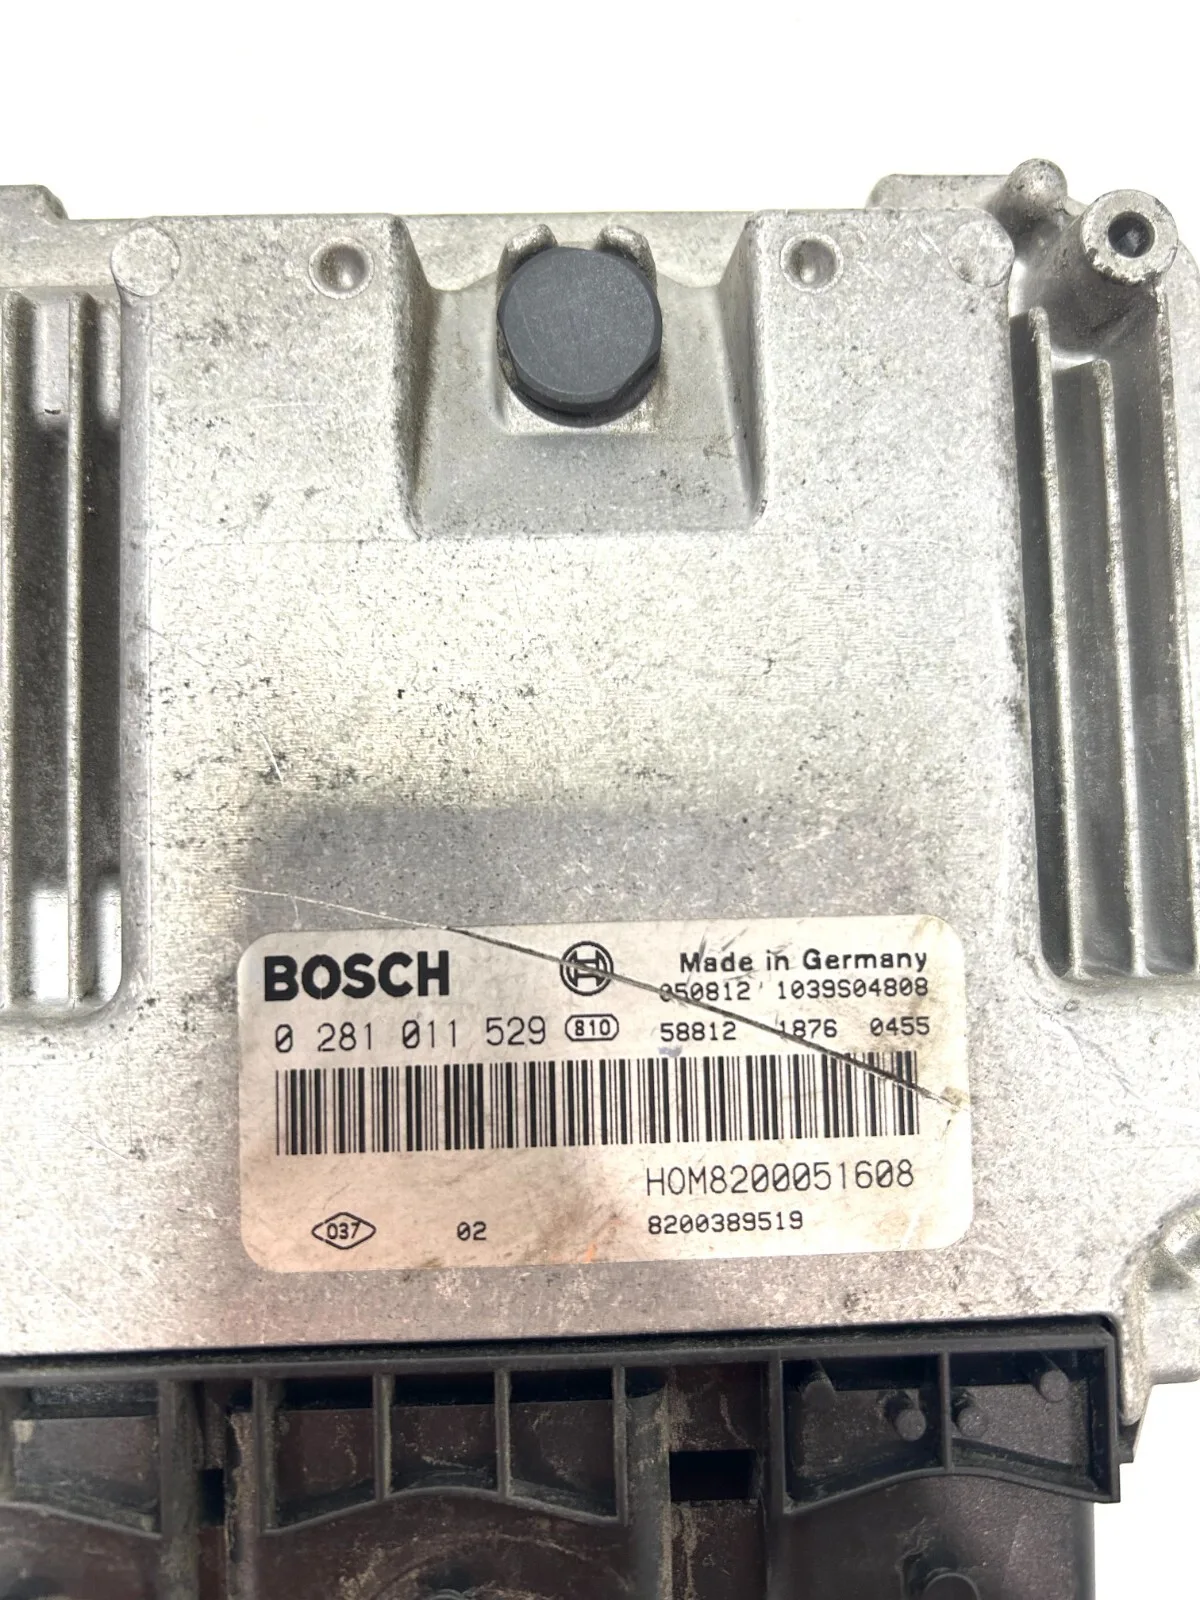 BOSCH
Made in Germany
050812 1039S04808
0 281 011 529 810
58812 1876 0455
HOM8200051608
037 02 8200389519